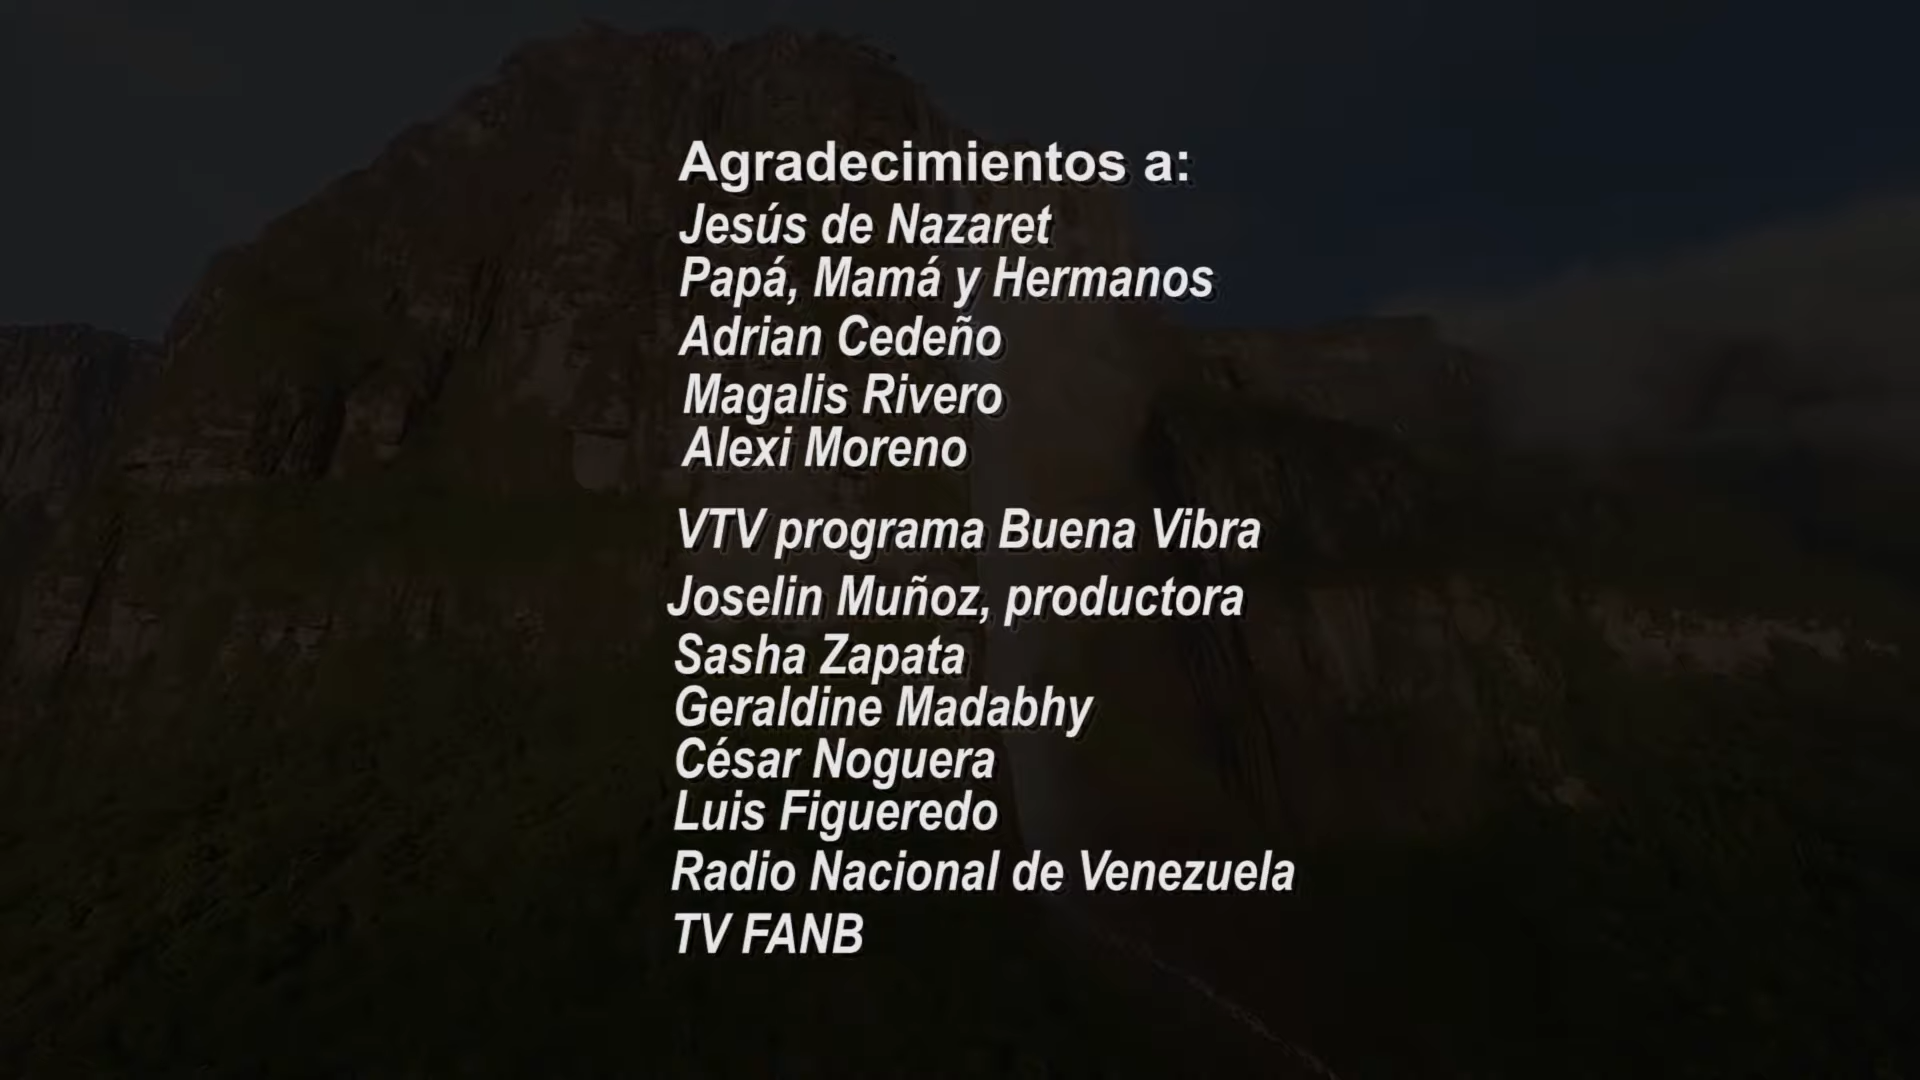 Agradecimientos a:
Jesús de Nazaret
Papá, Mamá y Hermanos
Adrian Cedeño
Magalis Rivero
Alexi Moreno
VTV programa Buena Vibra
Joselin Muñoz, productora
Sasha Zapata
Geraldine Madabhy
César Noguera
Luis Figueredo
Radio Nacional de Venezuela
TV FANB